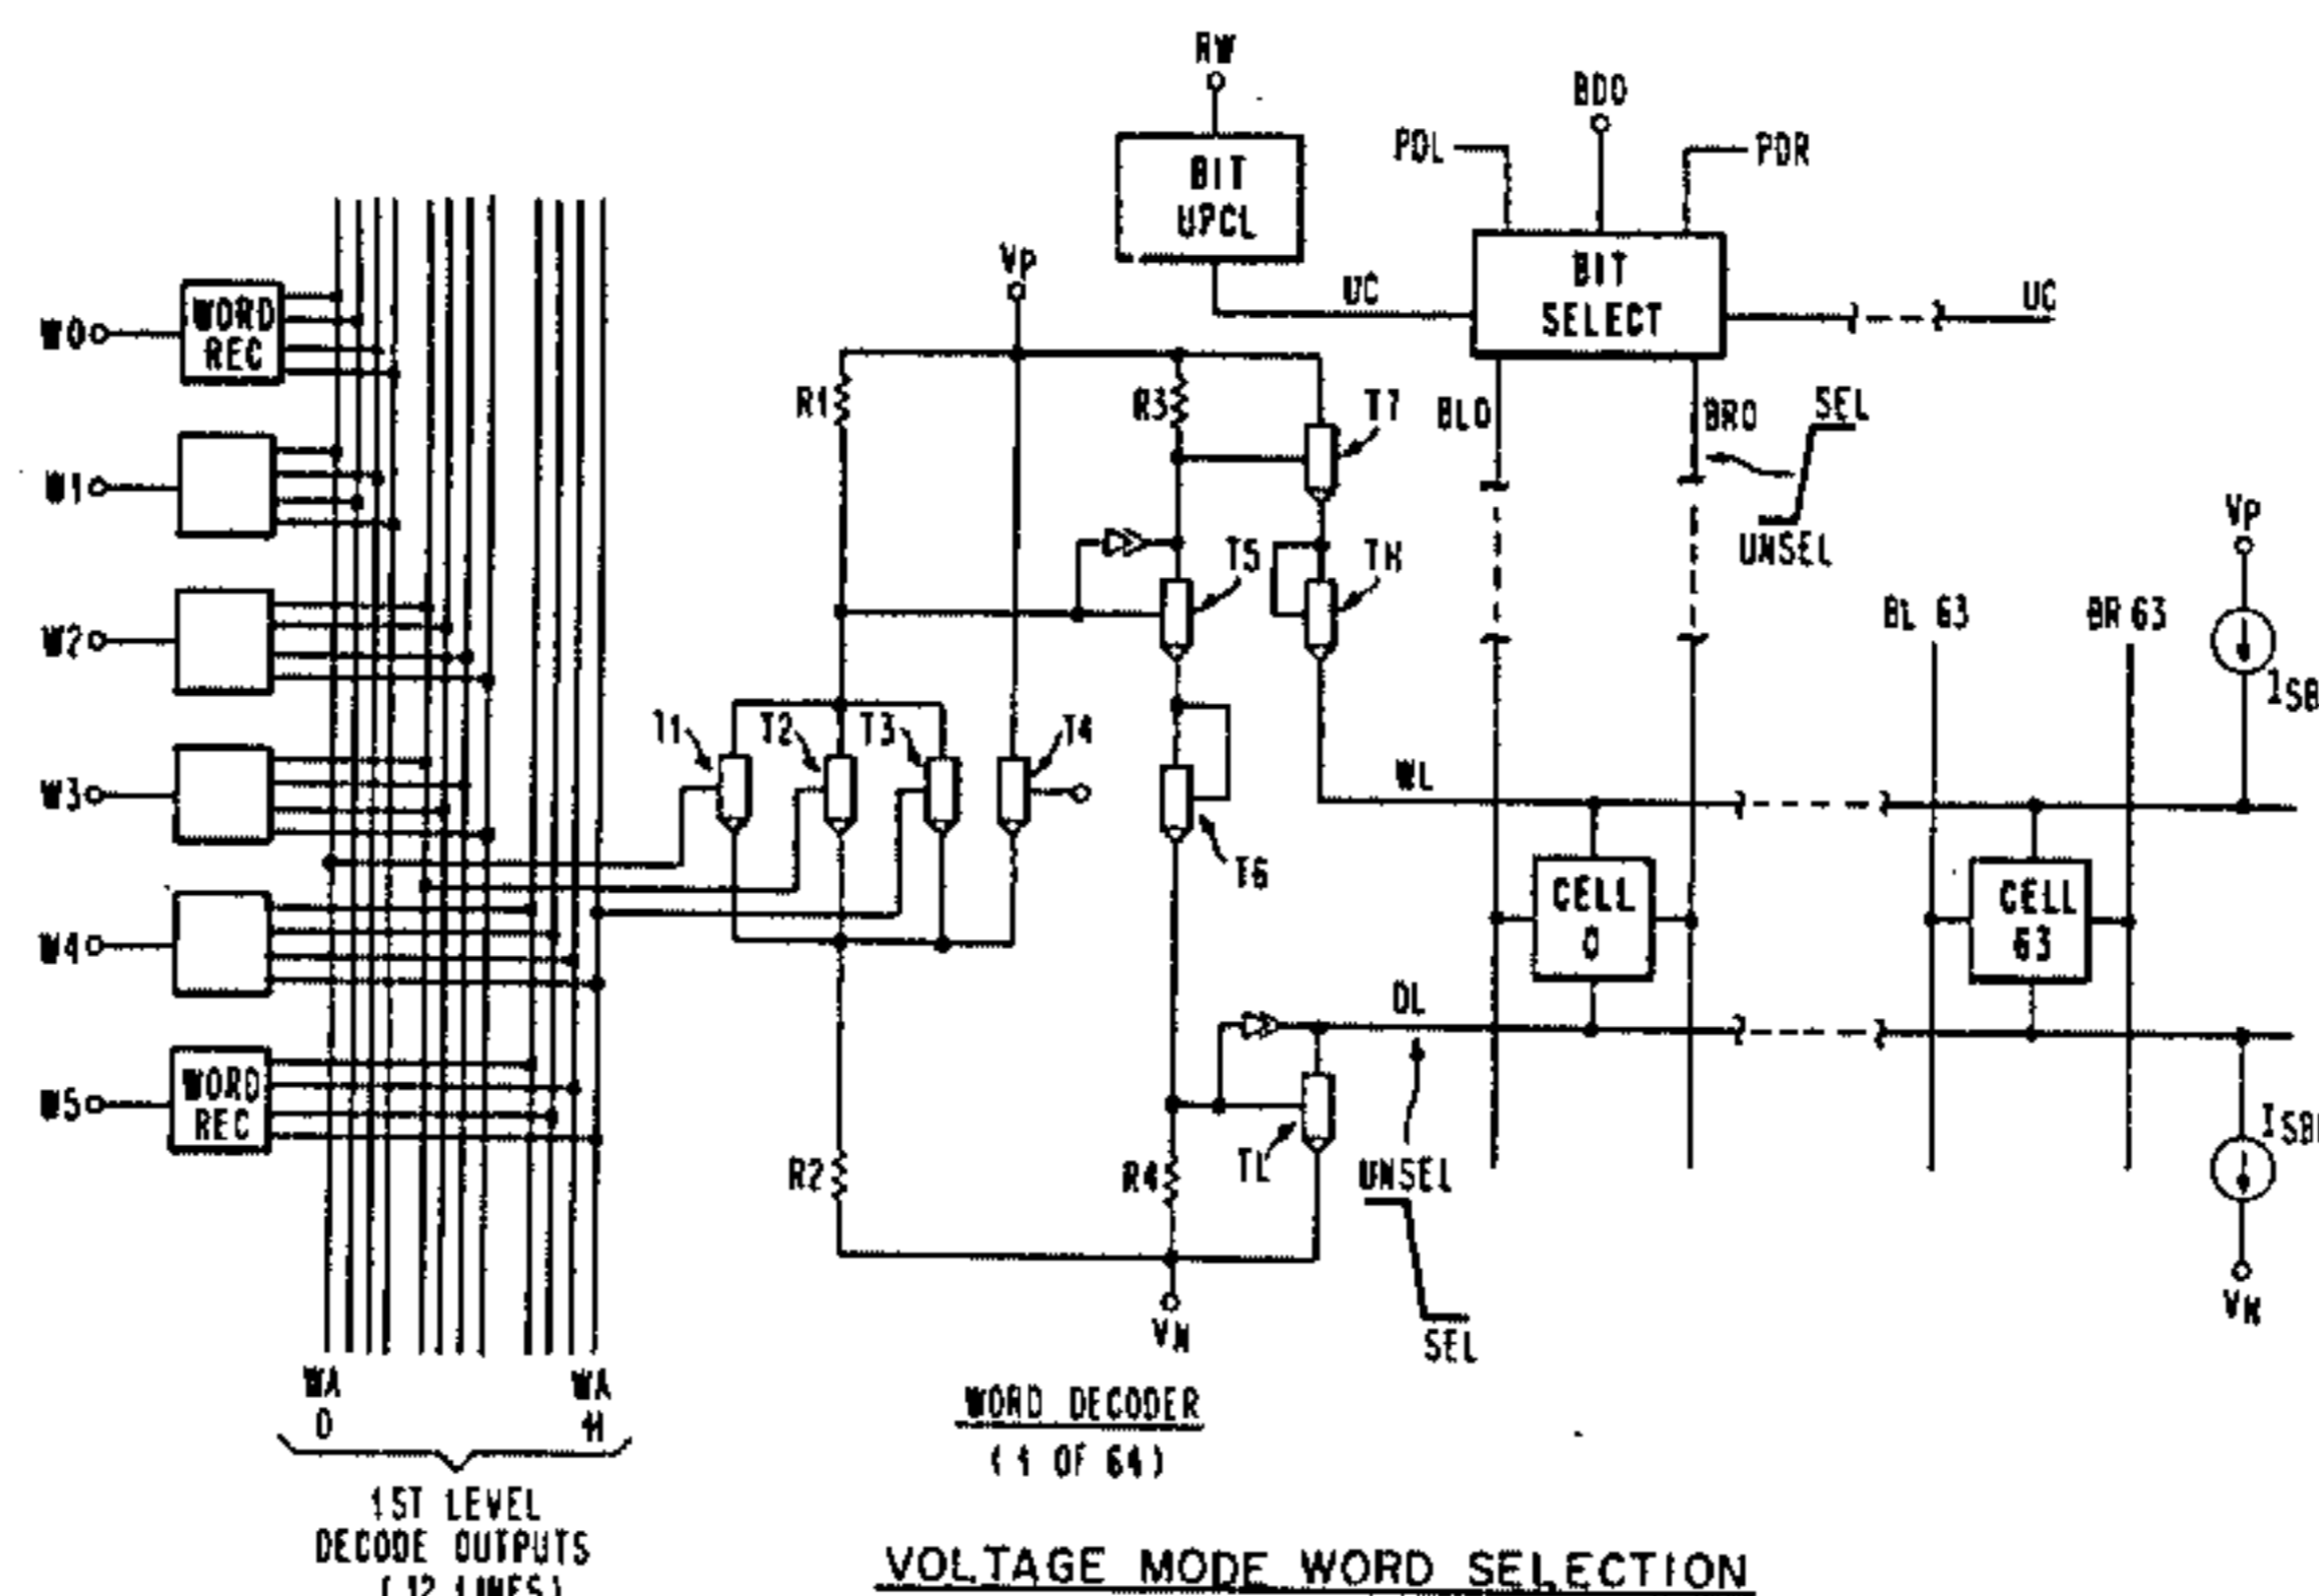 RW
BIT
UPCL
PDL
BDO
PDR
BIT
SELECT
UC
UC
VP
W0
WORD
REC
W1
W2
W3
W4
W5
WORD
REC
R1
R3
T7
BLO
BRO
SEL
UNSEL
T5
TH
T1
T2
T3
T4
T6
WL
BL 63
BR 63
VP
CELL
0
CELL
63
DL
R2
R4
TL
UNSEL
SEL
VN
VN
WA
0
WA
11
1ST LEVEL
DECODE OUTPUTS
(12 LINES)
WORD DECODER
(1 OF 64)
VOLTAGE MODE WORD SELECTION